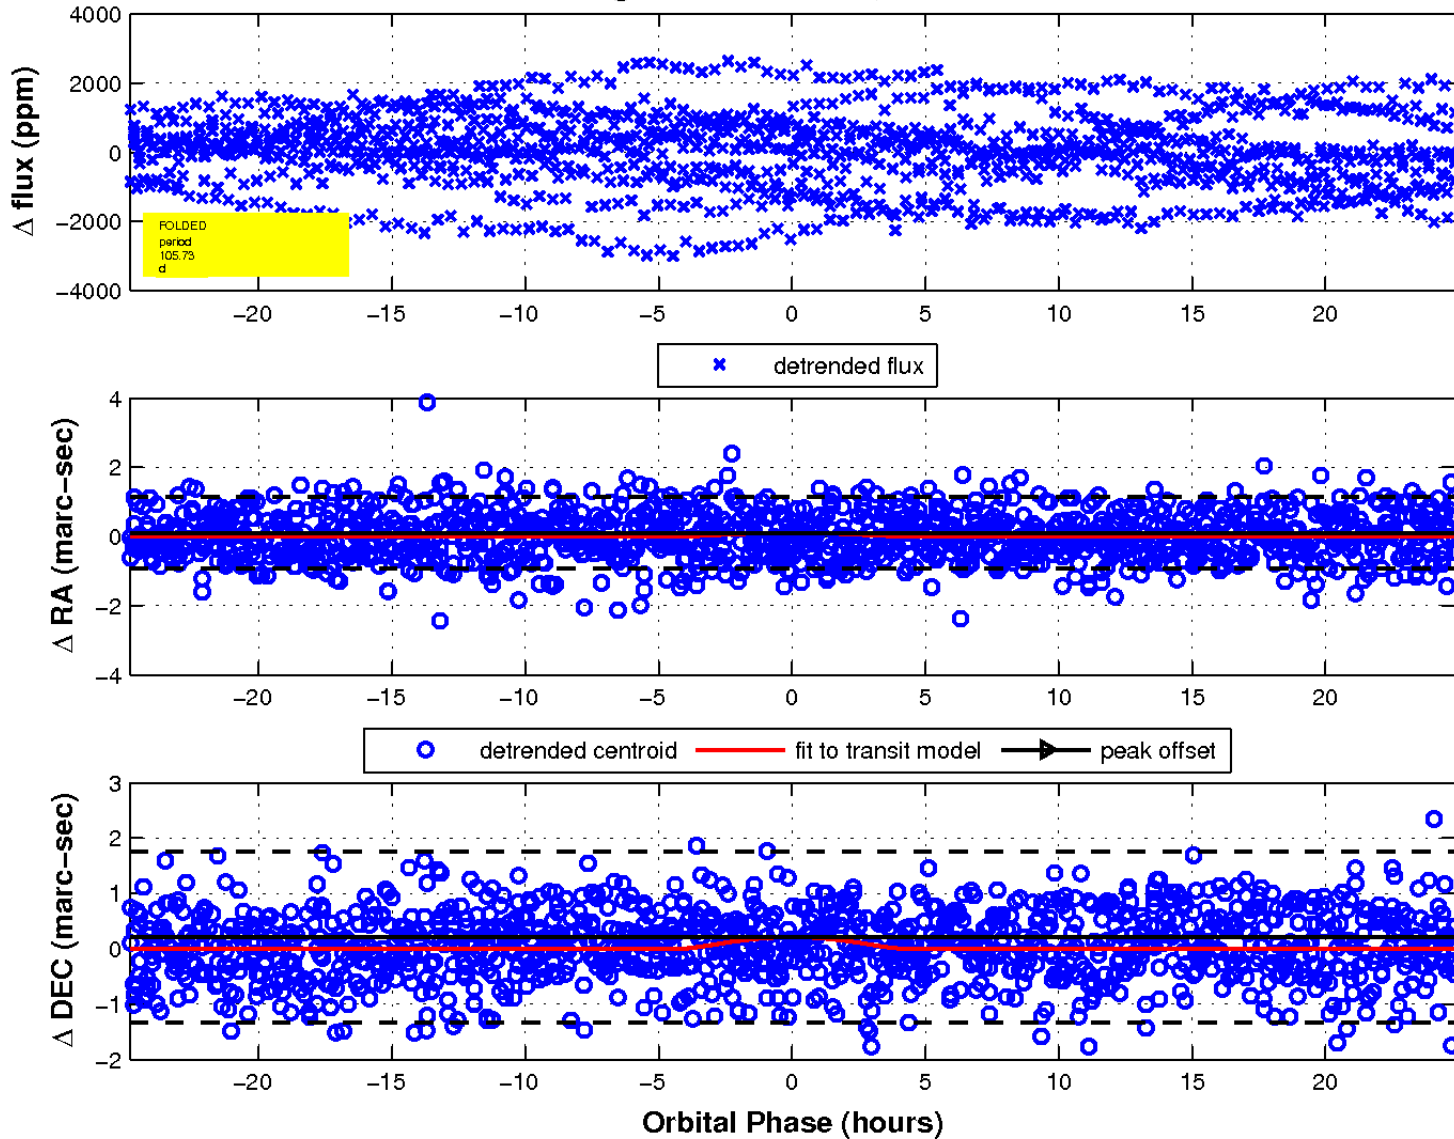 4000
2000
0
−2000
−4000
Δ flux (ppm)
FOLDED
period
105.73
d
−20 −15 −10 −5 0 5 10 15 20
detrended flux
4
2
0
−2
−4
Δ RA (marc−sec)
−20 −15 −10 −5 0 5 10 15 20
detrended centroid fit to transit model peak offset
3
2
1
0
−1
−2
Δ DEC (marc−sec)
−20 −15 −10 −5 0 5 10 15 20
Orbital Phase (hours)